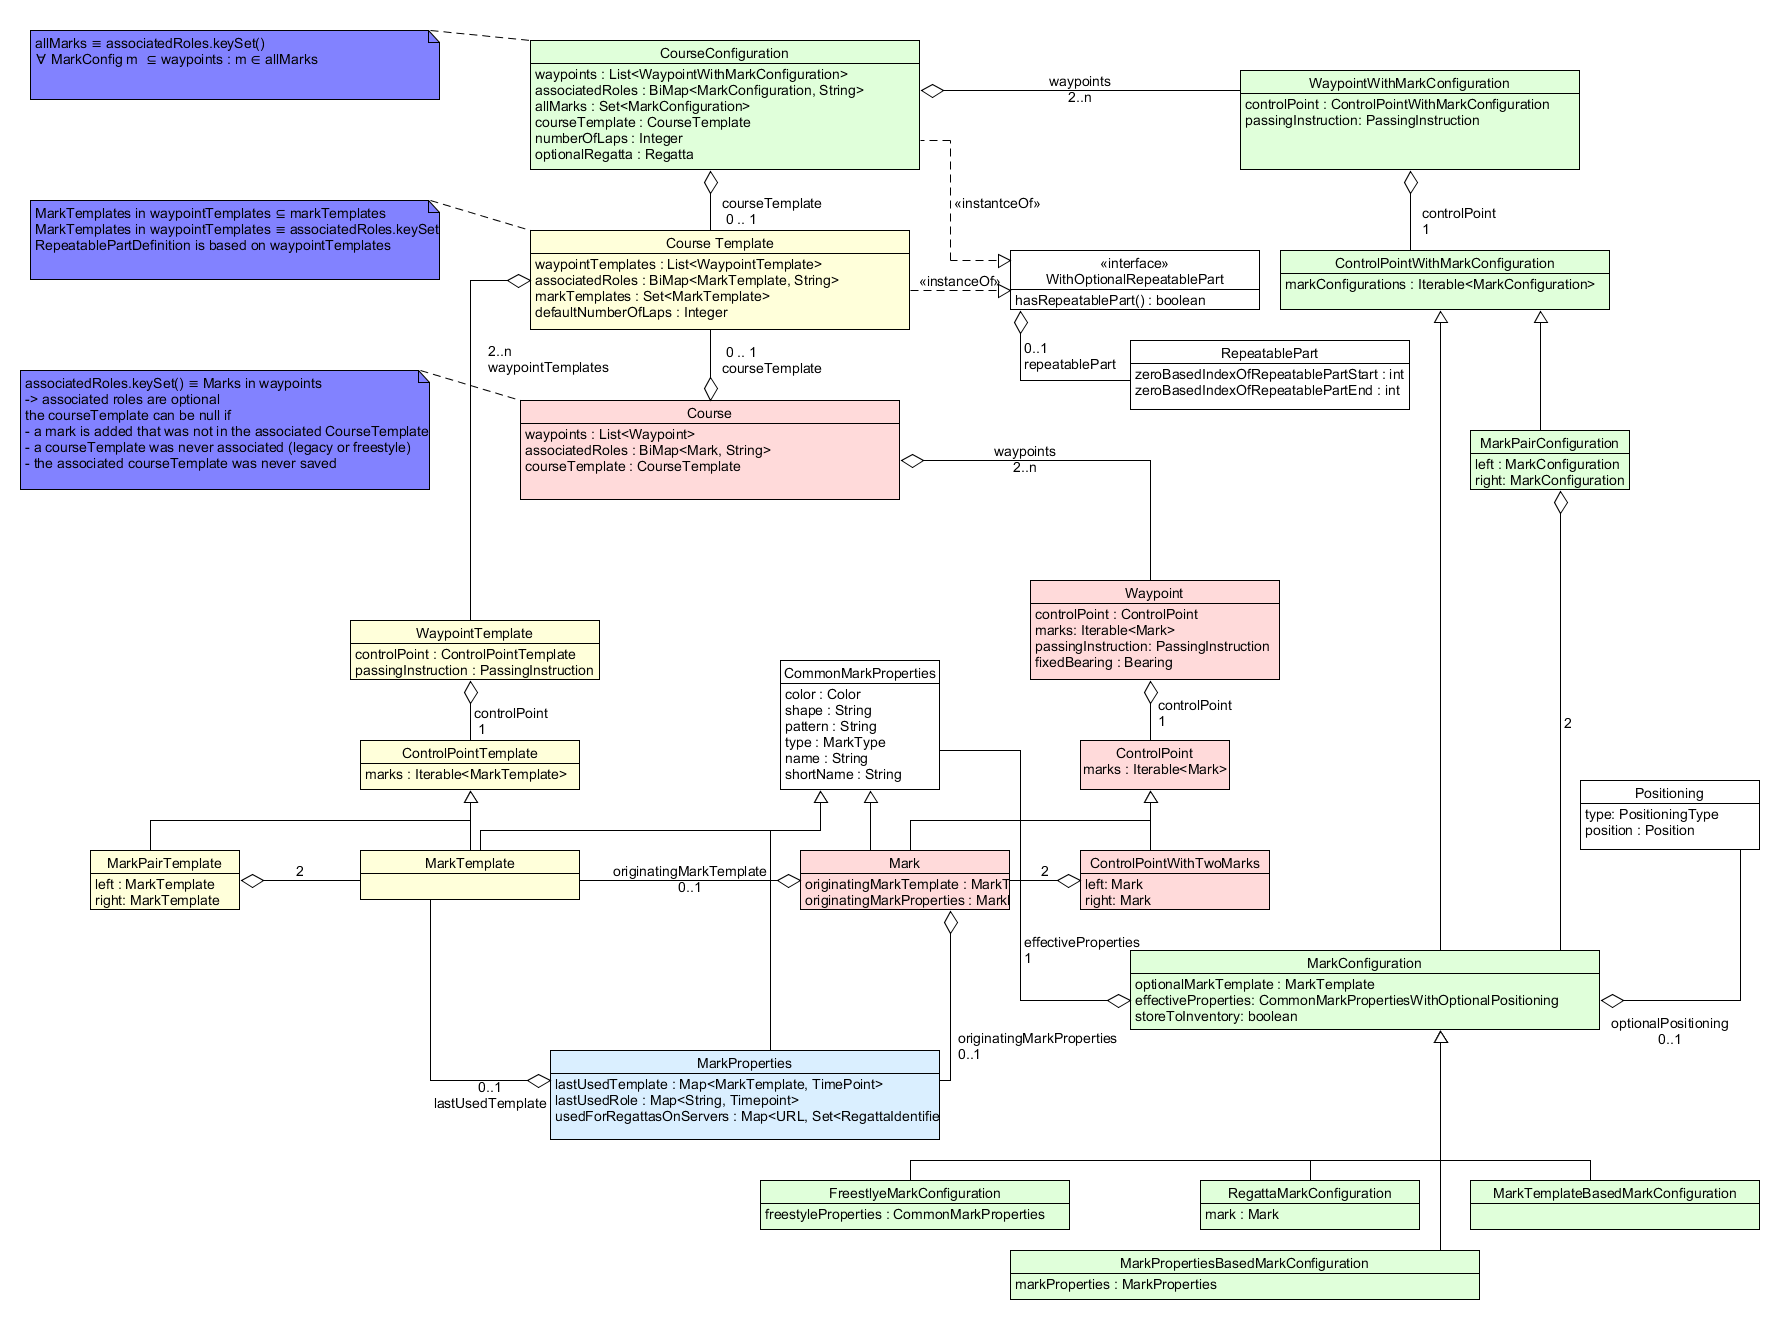 allMarks ≡ associatedRoles.keySet()
∀ MarkConfig m ⊆ waypoints : m ∈ allMarks
CourseConfiguration
waypoints : List<WaypointWithMarkConfiguration>
associatedRoles : BiMap<MarkConfiguration, String>
allMarks : Set<MarkConfiguration>
courseTemplate : CourseTemplate
numberOfLaps : Integer
optionalRegatta : Regatta
waypoints
2..n
WaypointWithMarkConfiguration
controlPoint : ControlPointWithMarkConfiguration
passingInstruction: PassingInstruction
courseTemplate
0 .. 1
«instantceOf»
controlPoint
1
MarkTemplates in waypointTemplates ⊆ markTemplates
MarkTemplates in waypointTemplates ≡ associatedRoles.keySet
RepeatablePartDefinition is based on waypointTemplates
Course Template
waypointTemplates : List<WaypointTemplate>
associatedRoles : BiMap<MarkTemplate, String>
markTemplates : Set<MarkTemplate>
defaultNumberOfLaps : Integer
«instanceOf»
«interface»
WithOptionalRepeatablePart
hasRepeatablePart() : boolean
ControlPointWithMarkConfiguration
markConfigurations : Iterable<MarkConfiguration>
2..n
waypointTemplates
0 .. 1
courseTemplate
0..1
repeatablePart
RepeatablePart
zeroBasedIndexOfRepeatablePartStart : int
zeroBasedIndexOfRepeatablePartEnd : int
associatedRoles.keySet() ≡ Marks in waypoints
-> associated roles are optional
the courseTemplate can be null if
- a mark is added that was not in the associated CourseTemplate
- a courseTemplate was never associated (legacy or freestyle)
- the associated courseTemplate was never saved
Course
waypoints : List<Waypoint>
associatedRoles : BiMap<Mark, String>
courseTemplate : CourseTemplate
waypoints
2..n
MarkPairConfiguration
left : MarkConfiguration
right: MarkConfiguration
Waypoint
controlPoint : ControlPoint
marks: Iterable<Mark>
passingInstruction: PassingInstruction
fixedBearing : Bearing
WaypointTemplate
controlPoint : ControlPointTemplate
passingInstruction : PassingInstruction
CommonMarkProperties
color : Color
shape : String
pattern : String
type : MarkType
name : String
shortName : String
controlPoint
1
controlPoint
1
2
ControlPointTemplate
marks : Iterable<MarkTemplate>
ControlPoint
marks : Iterable<Mark>
Positioning
type: PositioningType
position : Position
MarkPairTemplate
left : MarkTemplate
right: MarkTemplate
2
MarkTemplate
originatingMarkTemplate
0..1
Mark
originatingMarkTemplate : MarkT
originatingMarkProperties : Mark
2
ControlPointWithTwoMarks
left: Mark
right: Mark
effectiveProperties
1
MarkConfiguration
optionalMarkTemplate : MarkTemplate
effectiveProperties: CommonMarkPropertiesWithOptionalPositioning
storeToInventory: boolean
optionalPositioning
0..1
originatingMarkProperties
0..1
0..1
lastUsedTemplate
MarkProperties
lastUsedTemplate : Map<MarkTemplate, TimePoint>
lastUsedRole : Map<String, Timepoint>
usedForRegattasOnServers : Map<URL, Set<RegattaIdentifie
FreestlyeMarkConfiguration
freestyleProperties : CommonMarkProperties
RegattaMarkConfiguration
mark : Mark
MarkTemplateBasedMarkConfiguration
MarkPropertiesBasedMarkConfiguration
markProperties : MarkProperties